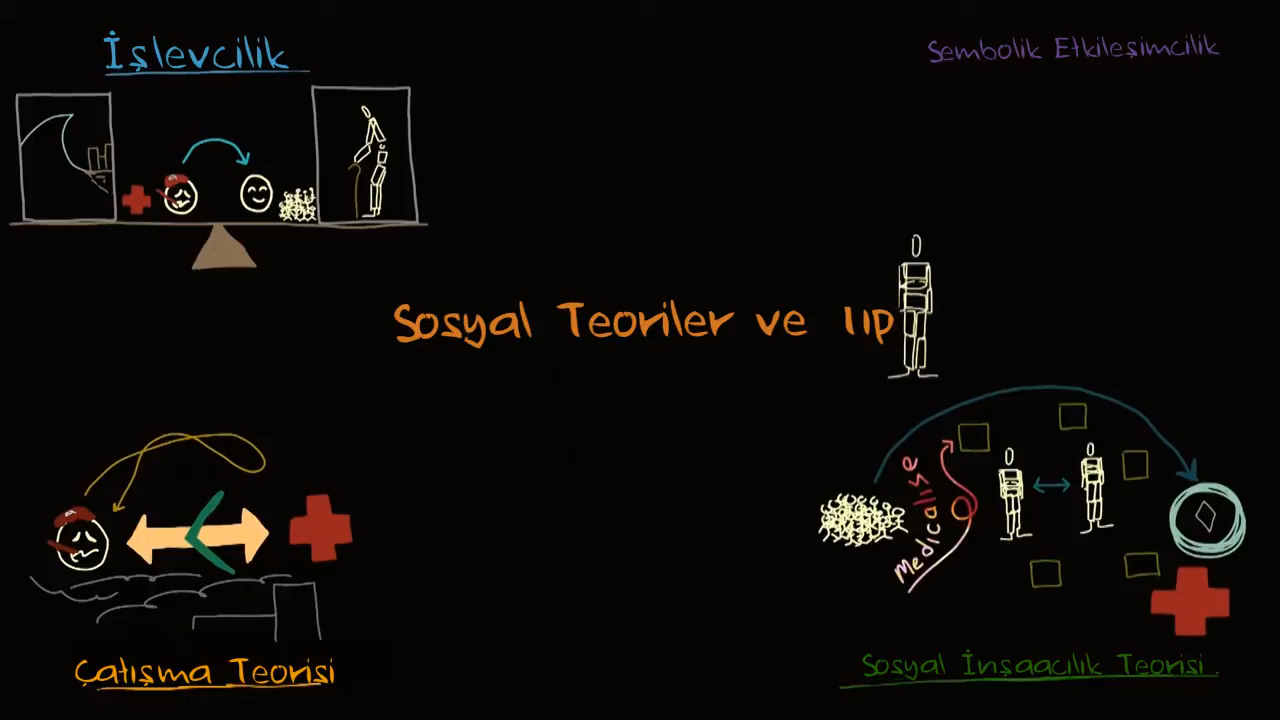 İşlevcilik
Sembolik Etkileşimcilik
Sosyal Teoriler ve Tıp
Medicalise
Çatışma Teorisi
Sosyal İnşaacılık Teorisi